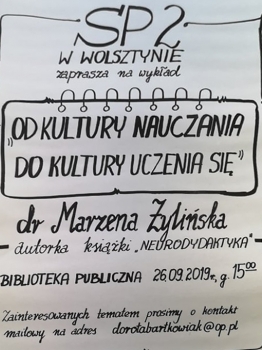 SP2
W WOLSZTYNIE
zaprasza na wykład
„OD KULTURY NAUCZANIA
DO KULTURY UCZENIA SIĘ”
dr Marzena Żylińska
autorka książki „NEURODYDAKTYKA”
BIBLIOTEKA PUBLICZNA 26.09.2019r., g. 15⁰⁰
Zainteresowanych tematem prosimy o kontakt
mailowy na adres dorotabartkowiak@op.pl